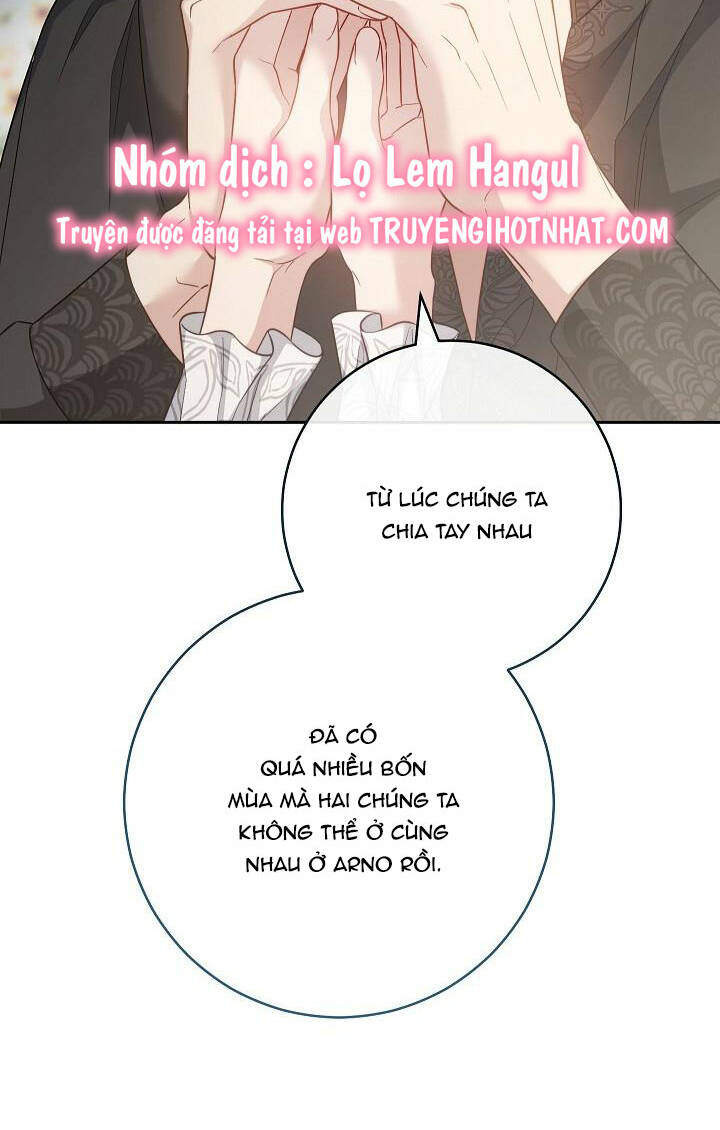 Nhóm dịch : Lọ Lem Hangul
Truyện được đăng tải tại web TRUYENGIHOTNHAT.COM
TỪ LÚC CHÚNG TA
CHIA TAY NHAU
ĐÃ CÓ
QUÁ NHIỀU BỐN
MÙA MÀ HAI CHÚNG TA
KHÔNG THỂ Ở CÙNG
NHAU Ở ARNO RỒI.